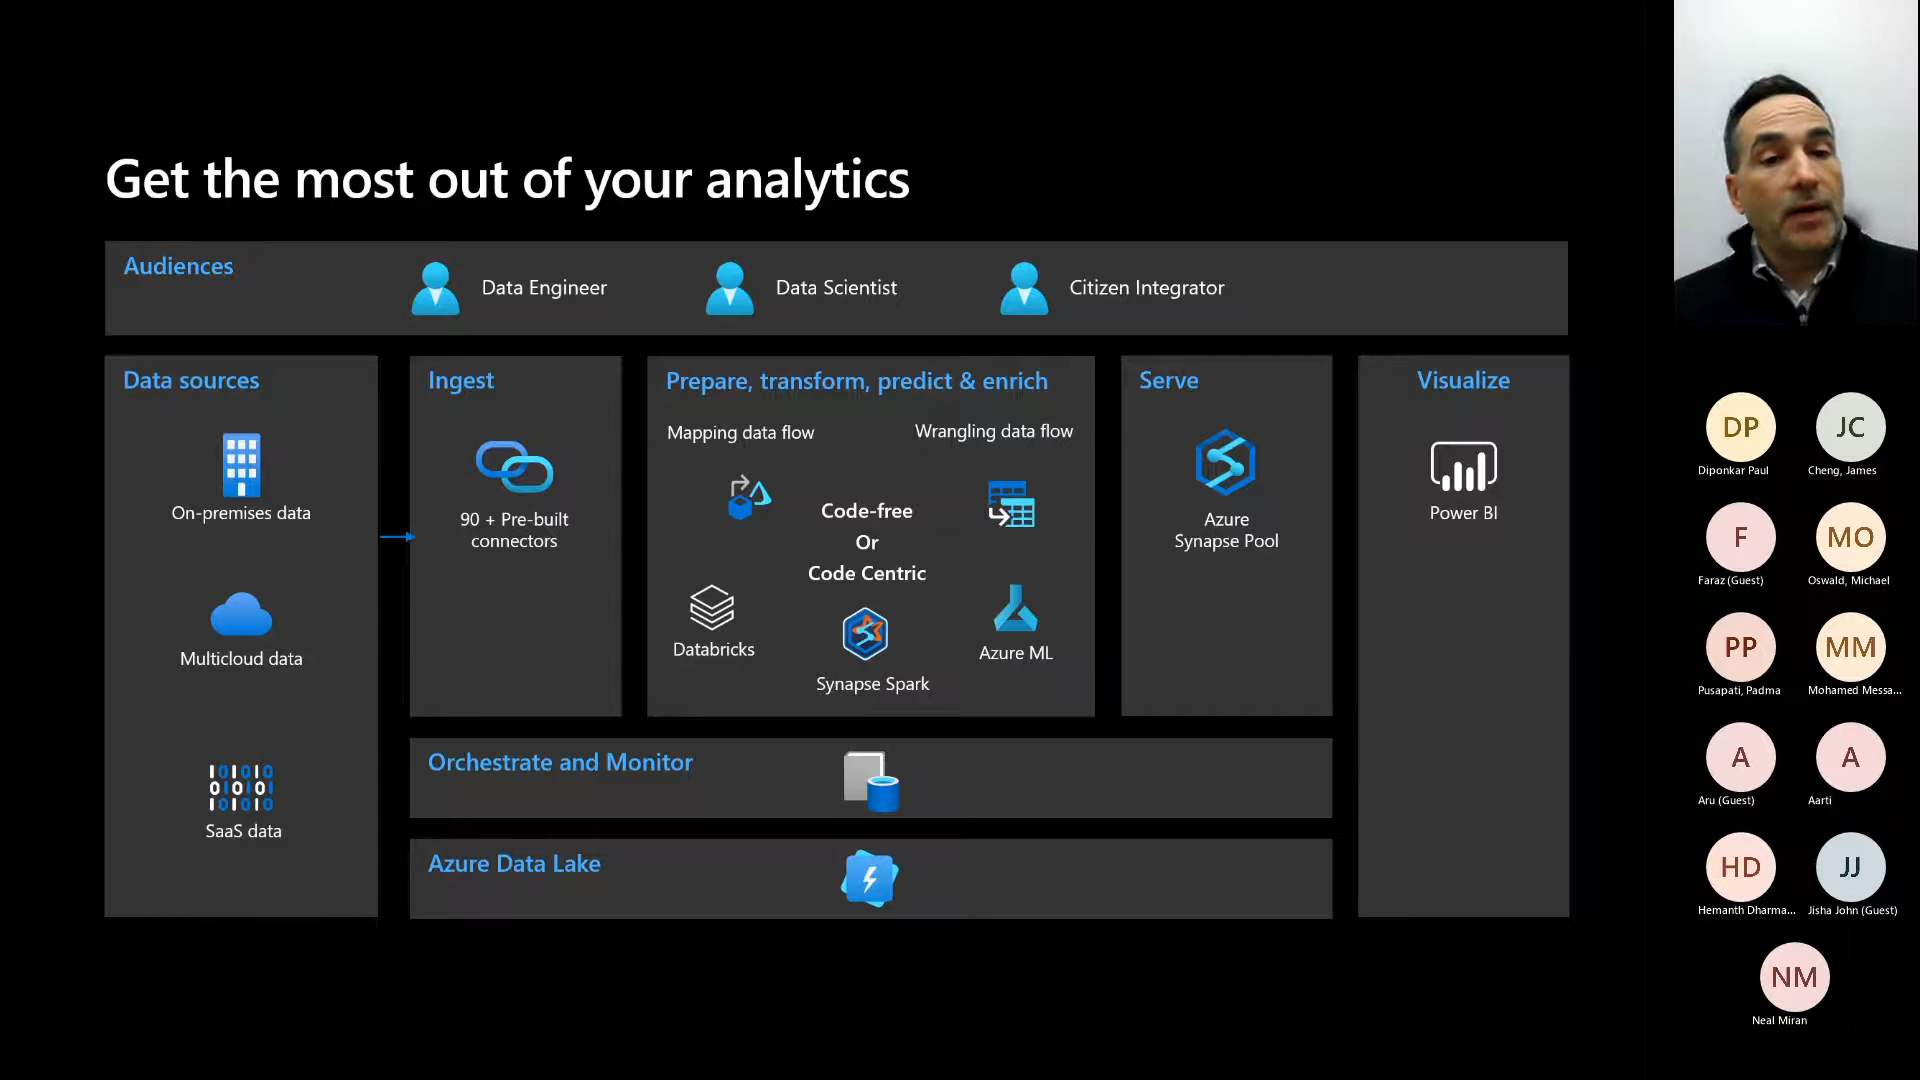 Get the most out of your analytics
Audiences
Data Engineer
Data Scientist
Citizen Integrator
Data sources
On-premises data
Multicloud data
SaaS data
Ingest
90 + Pre-built
connectors
Prepare, transform, predict & enrich
Mapping data flow
Wrangling data flow
Code-free
Or
Code Centric
Databricks
Synapse Spark
Azure ML
Serve
Azure
Synapse Pool
Visualize
Power BI
Orchestrate and Monitor
Azure Data Lake
DP
Diponkar Paul
JC
Cheng, James
F
Faraz (Guest)
MO
Oswald, Michael
PP
Pusapati, Padma
MM
Mohamed Messa...
A
Aru (Guest)
A
Aarti
HD
Hemanth Dharma...
JJ
Jisha John (Guest)
NM
Neal Miran